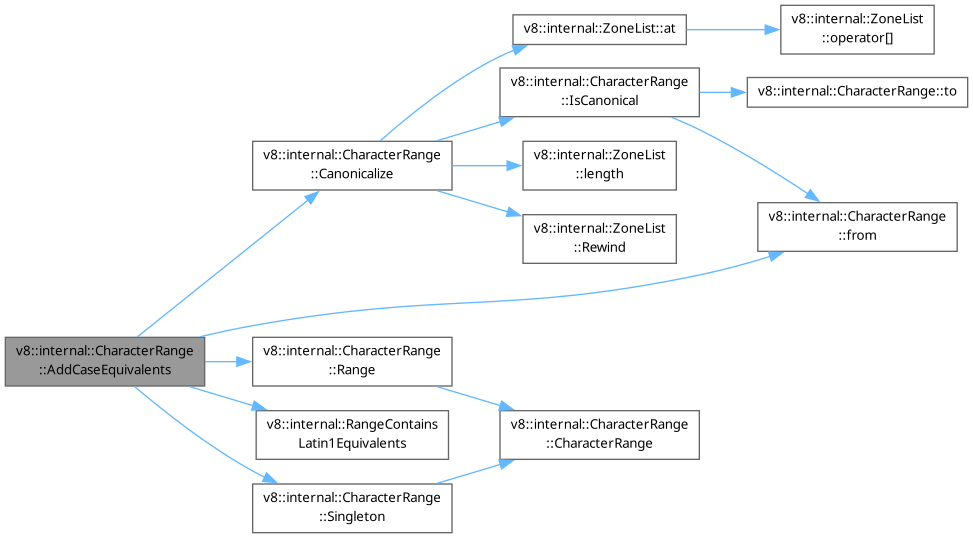 v8::internal::ZoneList::at
v8::internal::ZoneList
::operator[]
v8::internal::CharacterRange
::IsCanonical
v8::internal::CharacterRange::to
v8::internal::CharacterRange
::Canonicalize
v8::internal::ZoneList
::length
v8::internal::CharacterRange
::from
v8::internal::ZoneList
::Rewind
v8::internal::CharacterRange
::AddCaseEquivalents
v8::internal::CharacterRange
::Range
v8::internal::RangeContains
Latin1Equivalents
v8::internal::CharacterRange
::CharacterRange
v8::internal::CharacterRange
::Singleton